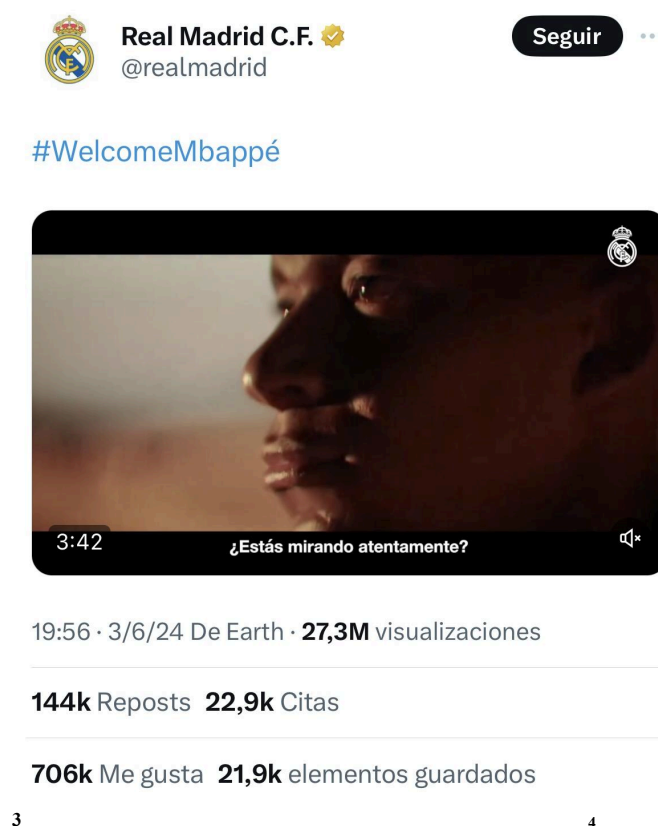 Real Madrid C.F.
Seguir
@realmadrid
#WelcomeMbappé
3:42
¿Estás mirando atentamente?
19:56 · 3/6/24 De Earth · 27,3M visualizaciones
144k Reposts 22,9k Citas
706k Me gusta 21,9k elementos guardados
3 4